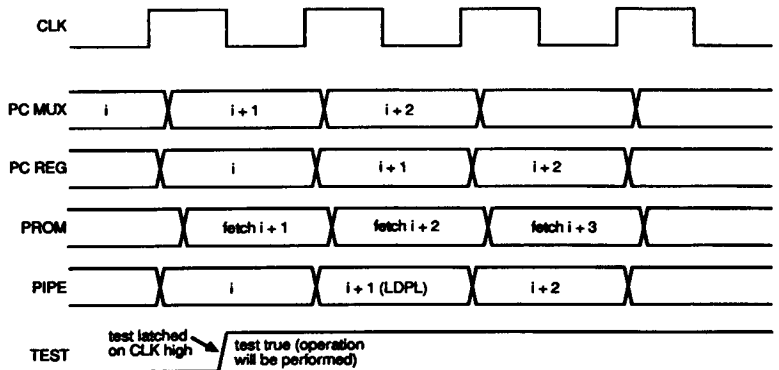 CLK
PC MUX i i + 1 i + 2
PC REG i i + 1 i + 2
PROM fetch i + 1 fetch i + 2 fetch i + 3
PIPE i i + 1 (LDPL) i + 2
TEST
test latched
on CLK high
test true (operation
will be performed)